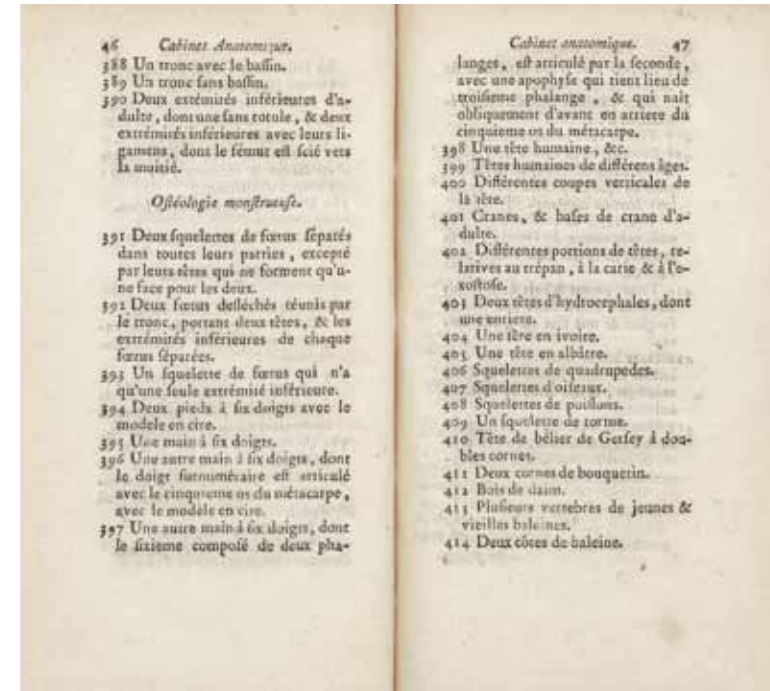 46 Cabinet Anatomique.
388 Un tronc avec le bassin.
389 Un tronc sans bassin.
390 Deux extémités inférieures d'a-
dulte, dont une sans rotule, & deux
extrémités inférieures avec leurs li-
gamens, dont le fémur est scié vers
la moitié.
Ostéologie monstrueuse.
391 Deux squelettes de fœtus séparés
dans toutes leurs parties, excepté
par leurs têtes qui ne forment qu'u-
ne face pour les deux.
392 Deux fœtus desséchés réunis par
le tronc, portant deux têtes, & les
extrémités inférieures de chaque
fœtus séparées.
393 Un squelette de fœtus qui n'a
qu'une seule extrémité inférieure.
394 Deux pieds à six doigts avec le
modele en cire.
395 Une main à six doigts.
396 Une autre main à six doigts, dont
le doigt surnuméraire est articulé
avec le cinquieme os du métacarpe,
avec le modele en cire.
397 Une autre main à six doigts, dont
le sixieme composé de deux pha-
Cabinet anatomique. 47
langes, est articulé par la seconde,
avec une apophyse qui tient lieu de
troisieme phalange, & qui naît
obliquement d'avant en arriere du
cinquieme os du métacarpe.
398 Une tête humaine, &c.
399 Têtes humaines de différens âges.
400 Différentes coupes verticales de
la tête.
401 Cranes, & bases de crane d'a-
dulte.
402 Différentes portions de têtes, re-
latives au trépan, à la carie & à l'e-
xostose.
403 Deux têtes d'hydrocephales, dont
une entiere.
404 Une tête en ivoire.
405 Une tête en albâtre.
406 Squelettes de quadrupedes.
407 Squelettes d'oiseaux.
408 Squelettes de poissons.
409 Un squelette de tortue.
410 Tête de bélier de Gersey à dou-
bles cornes.
411 Deux cornes de bouquetin.
412 Bois de daim.
413 Plusieurs vertebres de jeunes &
vieilles baleines.
414 Deux côtes de baleine.